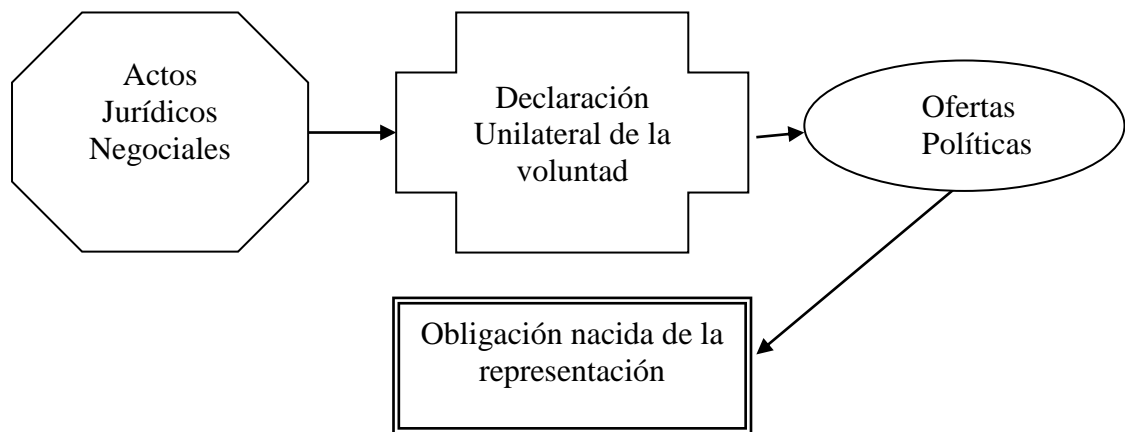 Actos
Jurídicos
Negociales
Declaración
Unilateral de la
voluntad
Ofertas
Políticas
Obligación nacida de la
representación